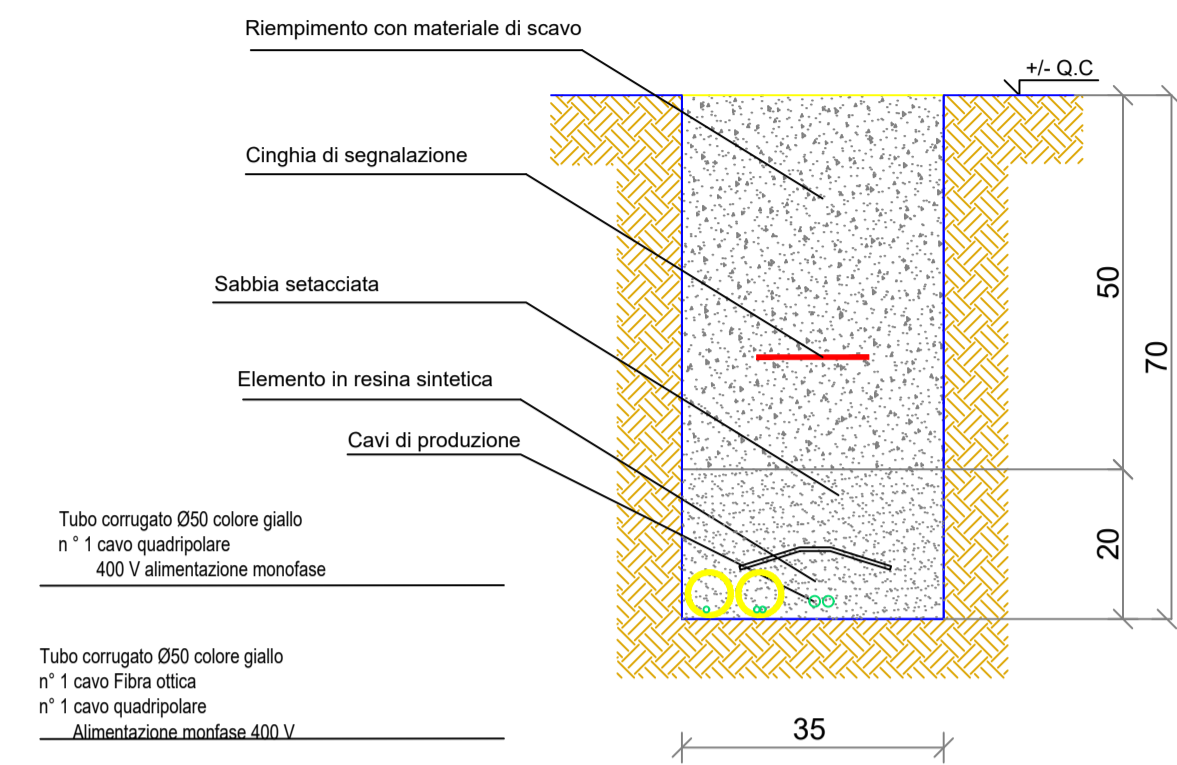 Riempimento con materiale di scavo
+/- Q.C
Cinghia di segnalazione
Sabbia setacciata
50
70
Elemento in resina sintetica
Cavi di produzione
Tubo corrugato Ø50 colore giallo
n ° 1 cavo quadripolare
400 V alimentazione monofase
20
Tubo corrugato Ø50 colore giallo
n° 1 cavo Fibra ottica
n° 1 cavo quadripolare
Alimentazione monfase 400 V
35